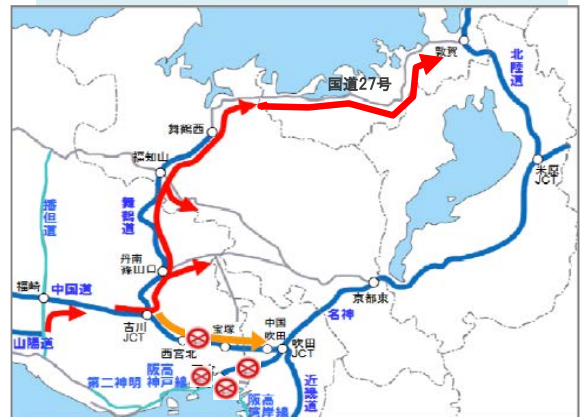 敦賀
国道27号
北陸道
舞鶴西
福知山
米原
JCT
播但道
舞鶴道
丹南
篠山口
福崎
中国道
京都東
名神
吉川
JCT
宝塚
中国
吹田
山陽道
西宮北
吹田
JCT
阪高
神戸線
第二神明
近畿道
阪高
湾岸線